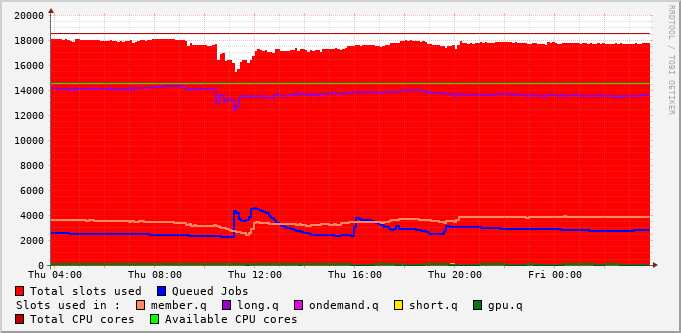 20000
18000
16000
14000
12000
10000
8000
6000
4000
2000
0
Thu 04:00 Thu 08:00 Thu 12:00 Thu 16:00 Thu 20:00 Fri 00:00
Total slots used Queued Jobs
Slots used in : member.q long.q ondemand.q short.q gpu.q
Total CPU cores Available CPU cores
RRDTOOL / TOBI OETIKER